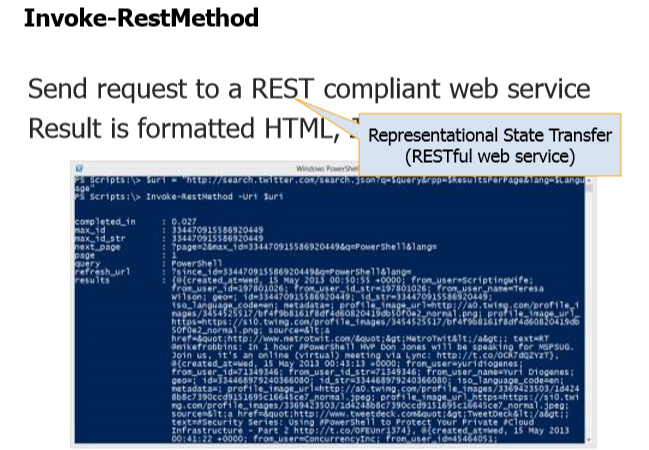 Invoke-RestMethod
Send request to a REST compliant web service
Result is formatted HTML,
Representational State Transfer
(RESTful web service)
Windows PowerShell
PS Scripts:\> $uri = "http://search.twitter.com/search.json?q=$query&rpp=$ResultsPerPage&lang=$Langu
age"
PS Scripts:\> Invoke-RestMethod -Uri $uri
completed_in : 0.027
max_id : 334470915586920449
max_id_str : 334470915586920449
next_page : ?page=2&max_id=334470915586920449&q=PowerShell&lang=
page : 1
query : PowerShell
refresh_url : ?since_id=334470915586920449&q=PowerShell&lang=
results : {@{created_at=Wed, 15 May 2013 00:50:55 +0000; from_user=ScriptingWife;
from_user_id=197801026; from_user_id_str=197801026; from_user_name=Teresa
Wilson; geo=; id=334470915586920449; id_str=334470915586920449;
iso_language_code=en; metadata=; profile_image_url=http://a0.twimg.com/profile_i
mages/3454525517/bf4f9b8161f8df4d60820419db50f0e2_normal.png; profile_image_url_
https=https://si0.twimg.com/profile_images/3454525517/bf4f9b8161f8df4d60820419db
50f0e2_normal.png; source=&lt;a
href=&quot;http://www.metrotwit.com/&quot;&gt;MetroTwit&lt;/a&gt;; text=RT
@mikefrobbins: In 1 hour #PowerShell MVP Don Jones will be speaking for MSPSUG.
Join us, it's an online (virtual) meeting via Lync: http://t.co/OCK7dQZYzT},
@{created_at=Wed, 15 May 2013 00:43:13 +0000; from_user=yuridiogenes;
from_user_id=71349346; from_user_id_str=71349346; from_user_name=Yuri Diogenes;
geo=; id=334468979240366080; id_str=334468979240366080; iso_language_code=en;
metadata=; profile_image_url=http://a0.twimg.com/profile_images/3369423503/1d424
8b8c7390ccd9151695c16645ce7_normal.jpeg; profile_image_url_https=https://si0.twi
mg.com/profile_images/3369423503/1d4248b8c7390ccd9151695c16645ce7_normal.jpeg;
source=&lt;a href=&quot;http://www.tweetdeck.com&quot;&gt;TweetDeck&lt;/a&gt;;
text=#Security Series: Using #PowerShell to Protect Your Private #Cloud
Infrastructure - Part 2 http://t.co/OFEUnr1374}, @{created_at=Wed, 15 May 2013
00:41:22 +0000; from_user=ConcurrencyInc; from_user_id=45464051;